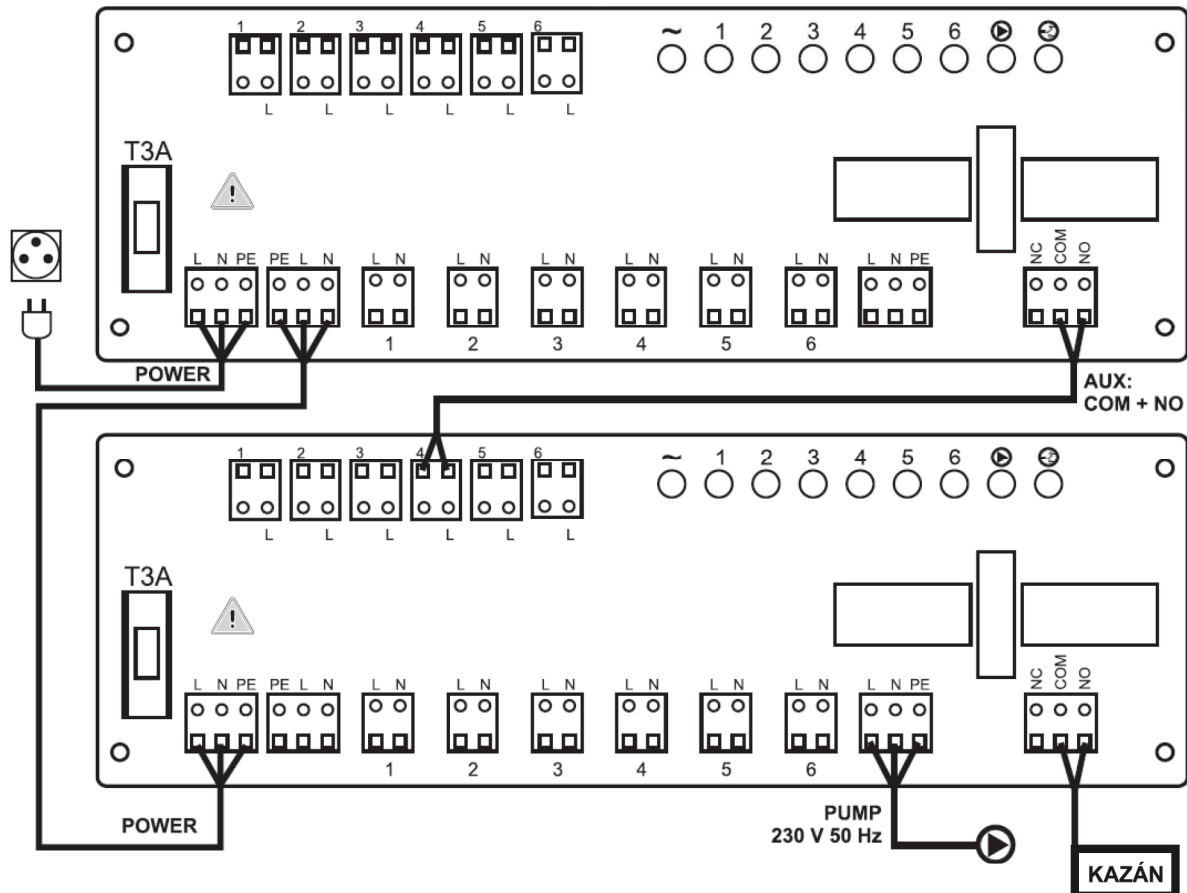 1 2 3 4 5 6
~ 1 2 3 4 5 6
L L L L L L
T3A
L N PE PE L N L N L N L N L N L N L N L N PE NC COM NO
1 2 3 4 5 6
POWER
AUX:
COM + NO
1 2 3 4 5 6
~ 1 2 3 4 5 6
L L L L L L
T3A
L N PE PE L N L N L N L N L N L N L N L N PE NC COM NO
1 2 3 4 5 6
POWER
PUMP
230 V 50 Hz
KAZÁN